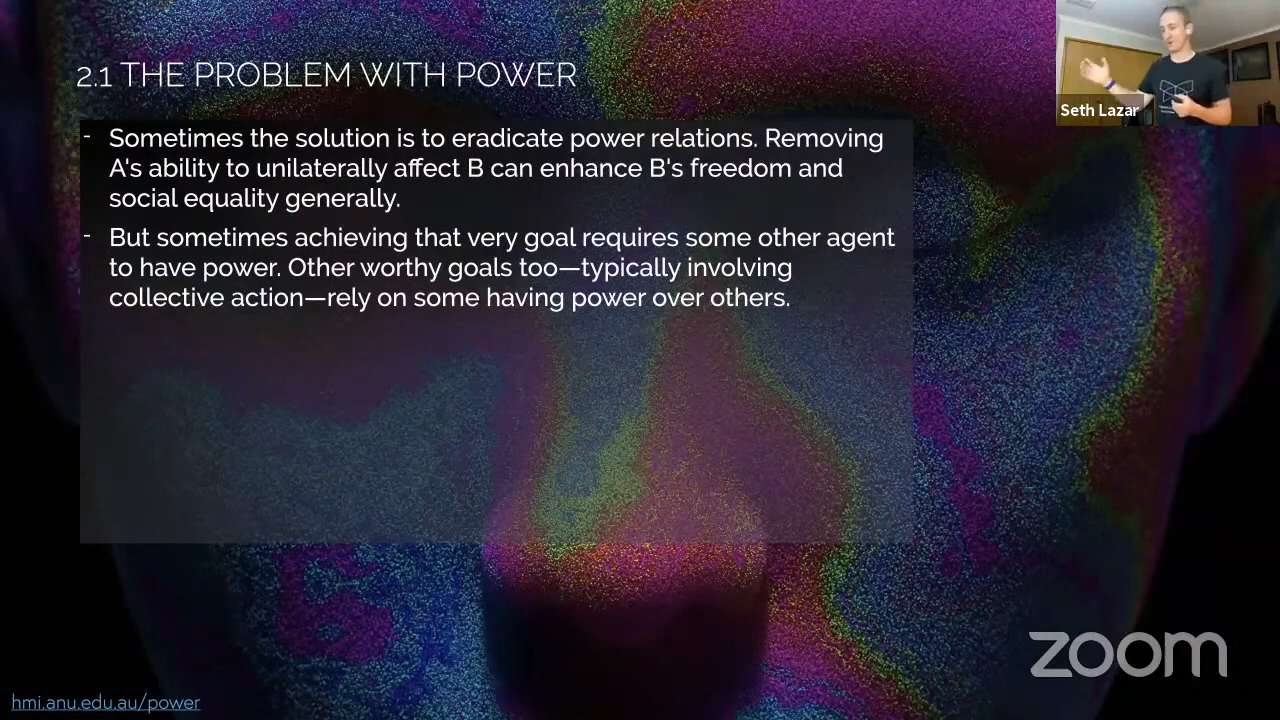 2.1 THE PROBLEM WITH POWER
Seth Lazar
- Sometimes the solution is to eradicate power relations. Removing
A's ability to unilaterally affect B can enhance B's freedom and
social equality generally.
- But sometimes achieving that very goal requires some other agent
to have power. Other worthy goals too—typically involving
collective action—rely on some having power over others.
zoom
hmi.anu.edu.au/power